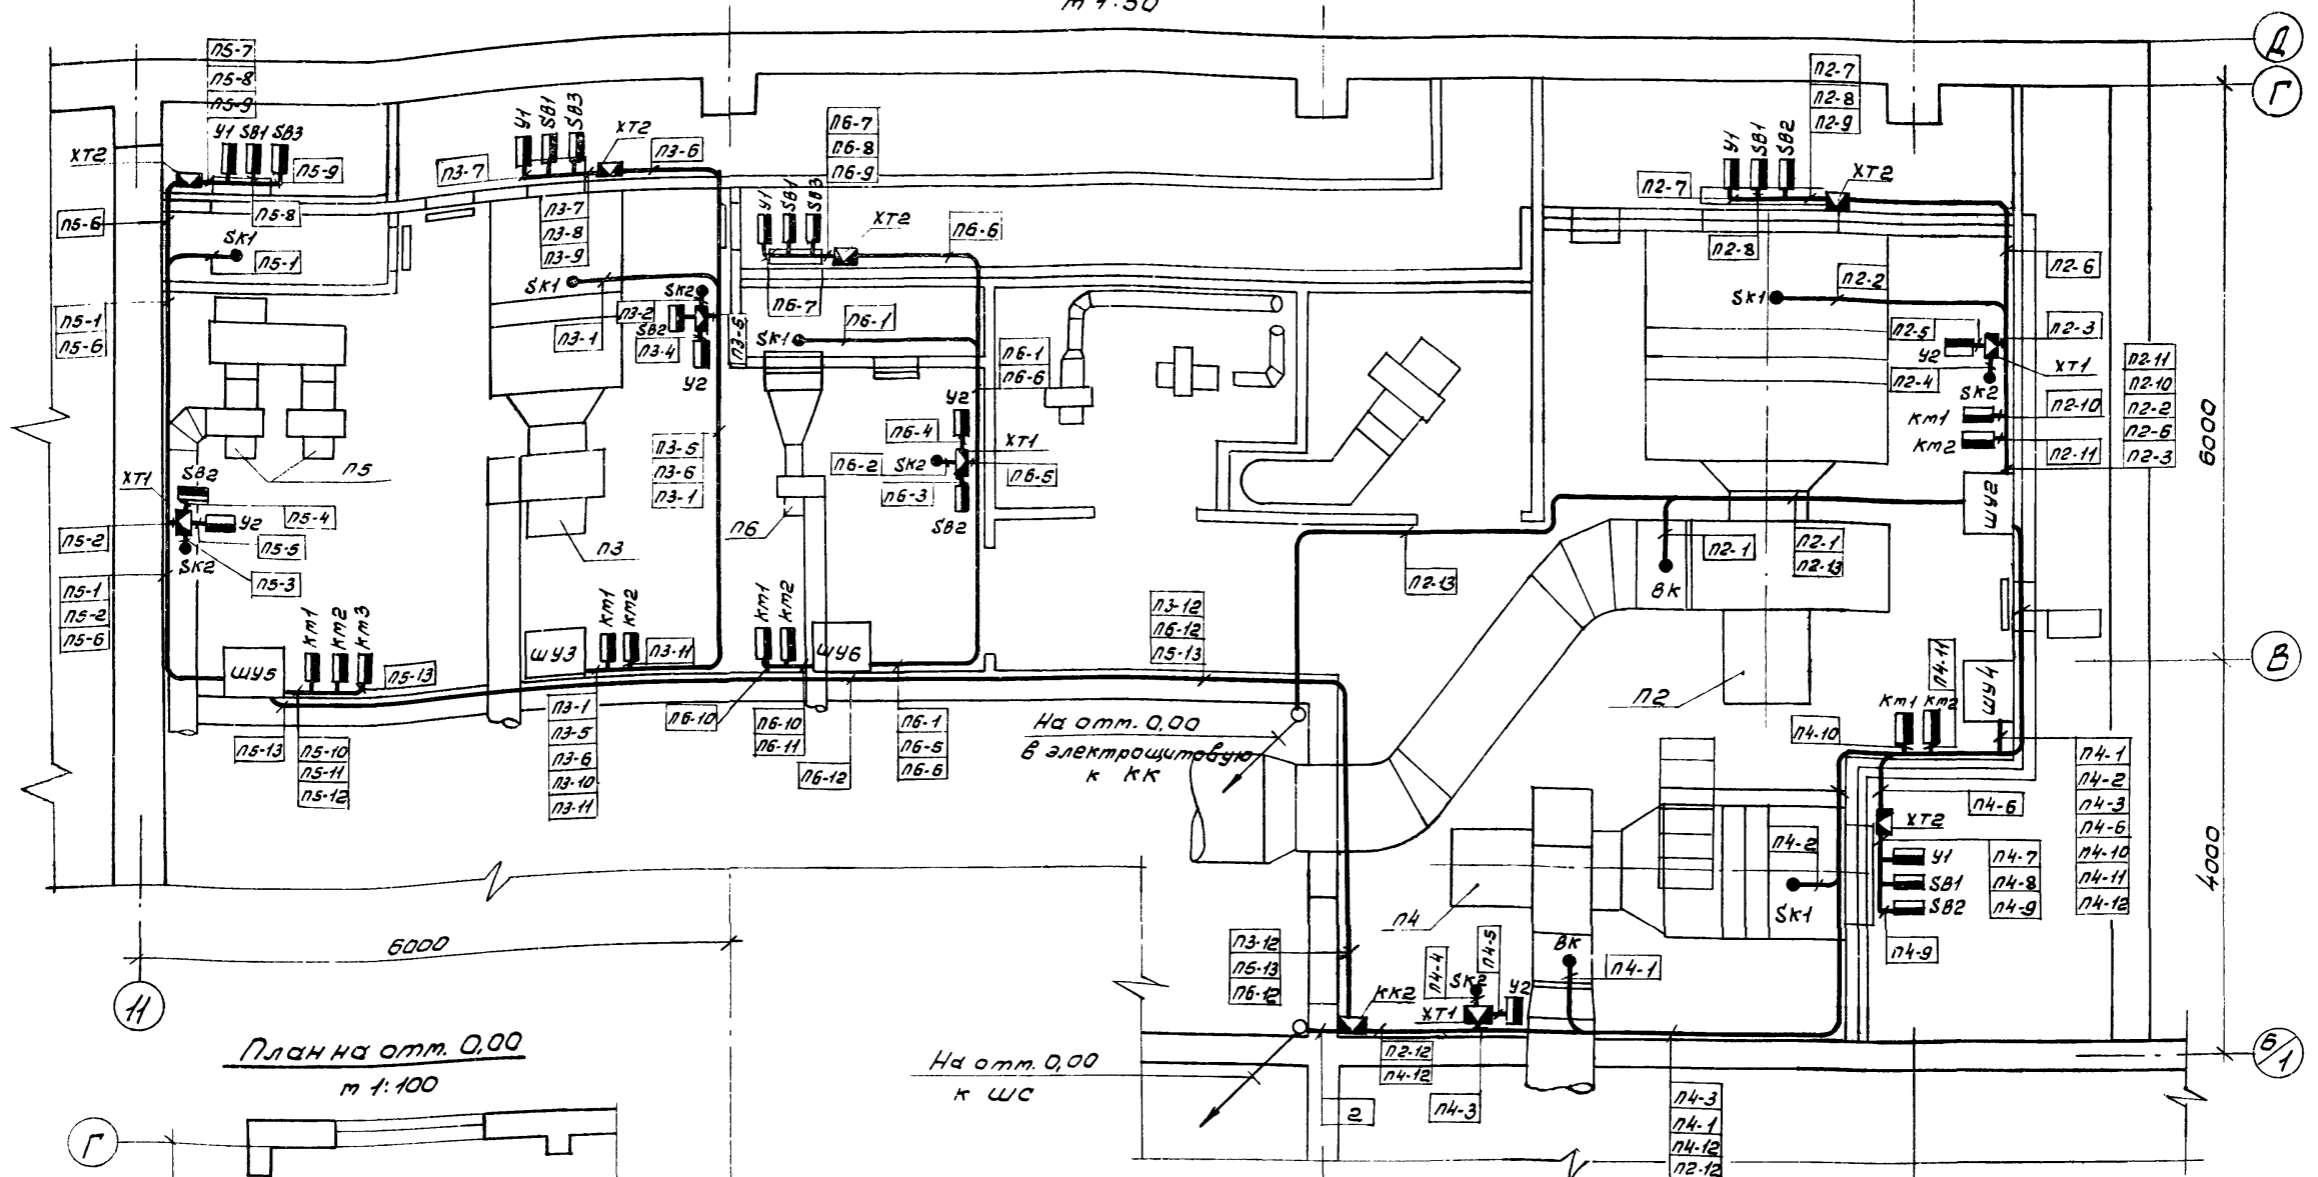 м 1:50
Д
Г
П5-7
П5-8
П5-9
У1 SB1 SB3
ХТ2
П5-9
П5-8
П5-6
SK1
П5-1
П5-1
П5-6
П5
ХТ1
SB2
П5-4
У2
П5-2
П5-5
SK2
П5-3
П5-1
П5-2
П5-6
КМ1
КМ2
КМ3
ШУ5
П5-13
П5-13
П5-10
П5-11
П5-12
У1
SB1
SB3
ХТ2
П3-7
П3-6
П3-7
П3-8
П3-9
SK1
SK2
П3-2
SB2
П3-1
П3-4
П3-5
У2
П3-5
П3-6
П3-1
П3
КМ1
КМ2
ШУ3
П3-11
П3-1
П3-5
П3-6
П3-10
П3-11
П6-7
П6-8
П6-9
У1
SB1
SB3
ХТ2
П6-6
П6-7
SK1
П6-1
П6-1
П6-6
У2
П6-4
ХТ1
П6-2
SK2
П6-5
П6-3
SB2
П6
КМ1
КМ2
ШУ6
П6-10
П6-10
П6-11
П6-12
П6-1
П6-5
П6-6
П3-12
П6-12
П5-13
На отм. 0,00
в электрощитовую
к КК
П2-7
П2-8
П2-9
У1
SB1
SB2
ХТ2
П2-7
П2-8
П2-6
П2-2
SK1
П2-5
П2-3
У2
ХТ1
П2-4
SK2
П2-10
КМ1
КМ2
П2-11
П2-11
П2-10
П2-2
П2-6
П2-3
6000
ШУ2
П2-1
П2-1
П2-13
П2-13
ВК
П2
П4-11
ШУ4
В
КМ1
КМ2
П4-10
П4-1
П4-2
П4-3
П4-6
П4-10
П4-11
П4-12
4000
П4-6
ХТ2
П4-2
У1
SB1
SB2
П4-7
П4-8
П4-9
SK1
П4
П4-9
6000
П3-12
П5-13
П6-12
П4-4
П4-5
ВК
П4-1
SK2
У2
КК2
ХТ1
11
Б/1
План на отм. 0,00
м 1:100
На отм. 0,00
к ШС
П2-12
П4-12
2
П4-3
П4-3
П4-1
П4-12
П2-12
Г